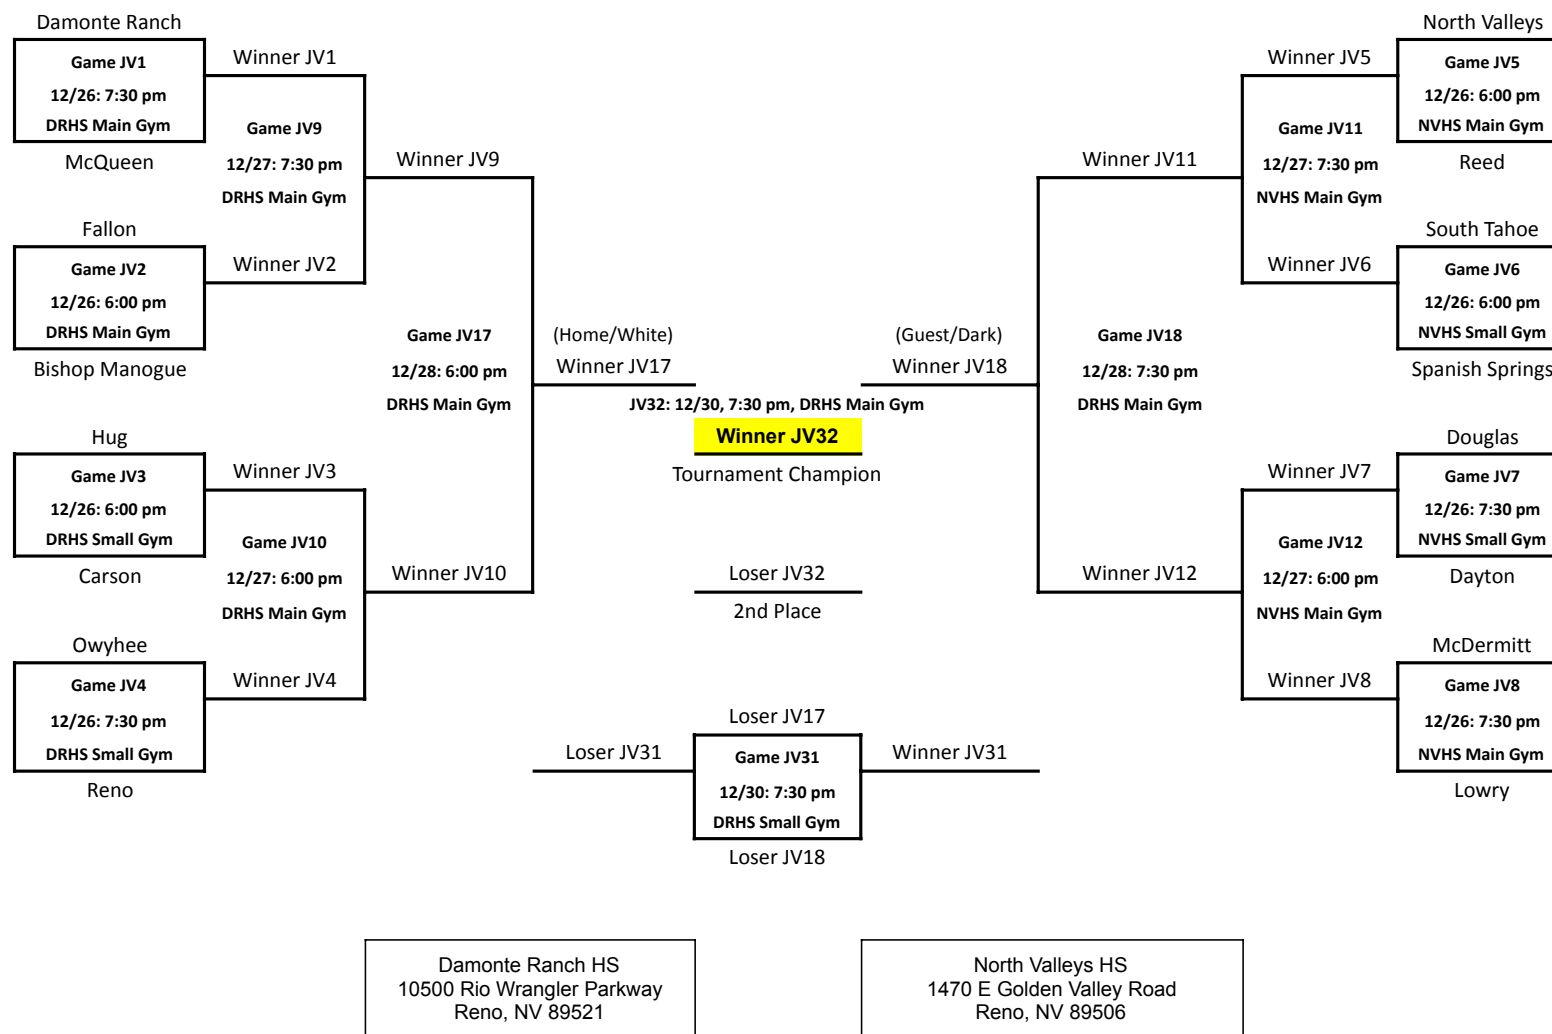 Damonte Ranch
Game JV1
12/26: 7:30 pm
DRHS Main Gym
McQueen
Winner JV1
Game JV9
12/27: 7:30 pm
DRHS Main Gym
Fallon
Game JV2
12/26: 6:00 pm
DRHS Main Gym
Bishop Manogue
Winner JV2
Winner JV9
Game JV17
12/28: 6:00 pm
DRHS Main Gym
Hug
Game JV3
12/26: 6:00 pm
DRHS Small Gym
Carson
Winner JV3
Game JV10
12/27: 6:00 pm
DRHS Main Gym
Owyhee
Game JV4
12/26: 7:30 pm
DRHS Small Gym
Reno
Winner JV4
Winner JV10
(Home/White)
Winner JV17
(Guest/Dark)
Winner JV18
JV32: 12/30, 7:30 pm, DRHS Main Gym
Winner JV32
Tournament Champion
Loser JV32
2nd Place
Loser JV17
Loser JV31
Game JV31
12/30: 7:30 pm
DRHS Small Gym
Winner JV31
Loser JV18
Winner JV11
Game JV18
12/28: 7:30 pm
DRHS Main Gym
Winner JV12
North Valleys
Winner JV5
Game JV5
12/26: 6:00 pm
NVHS Main Gym
Reed
Game JV11
12/27: 7:30 pm
NVHS Main Gym
South Tahoe
Winner JV6
Game JV6
12/26: 6:00 pm
NVHS Small Gym
Spanish Springs
Douglas
Winner JV7
Game JV7
12/26: 7:30 pm
NVHS Small Gym
Dayton
Game JV12
12/27: 6:00 pm
NVHS Main Gym
McDermitt
Winner JV8
Game JV8
12/26: 7:30 pm
NVHS Main Gym
Lowry
Damonte Ranch HS
10500 Rio Wrangler Parkway
Reno, NV 89521
North Valleys HS
1470 E Golden Valley Road
Reno, NV 89506